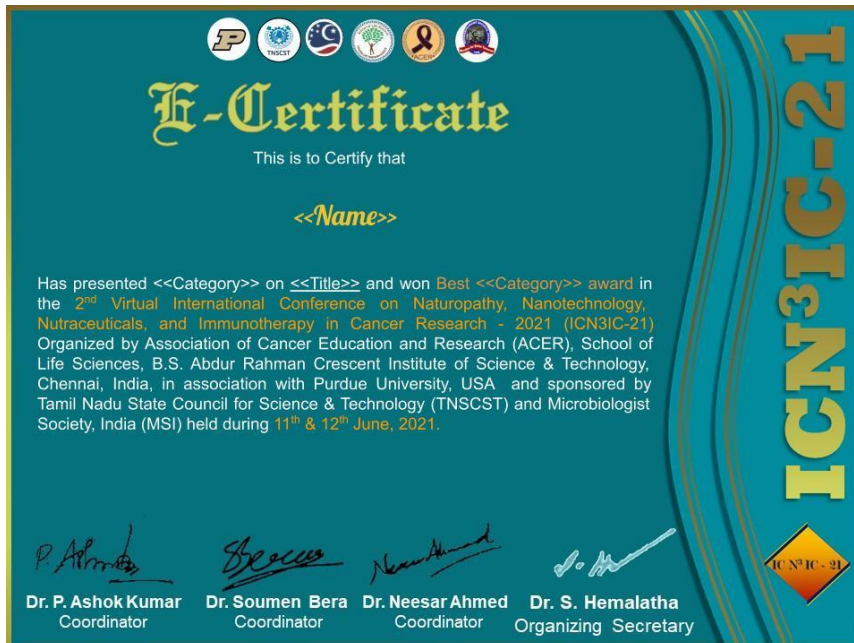 P
TNSCST
ACER
E-Certificate
This is to Certify that
<<Name>>
Has presented <<Category>> on <<Title>> and won Best <<Category>> award in
the 2nd Virtual International Conference on Naturopathy, Nanotechnology,
Nutraceuticals, and Immunotherapy in Cancer Research - 2021 (ICN3IC-21)
Organized by Association of Cancer Education and Research (ACER), School of
Life Sciences, B.S. Abdur Rahman Crescent Institute of Science & Technology,
Chennai, India, in association with Purdue University, USA and sponsored by
Tamil Nadu State Council for Science & Technology (TNSCST) and Microbiologist
Society, India (MSI) held during 11th & 12th June, 2021.
Dr. P. Ashok Kumar
Coordinator
Dr. Soumen Bera
Coordinator
Dr. Neesar Ahmed
Coordinator
Dr. S. Hemalatha
Organizing Secretary
ICN³IC-21
IC N³ IC - 21